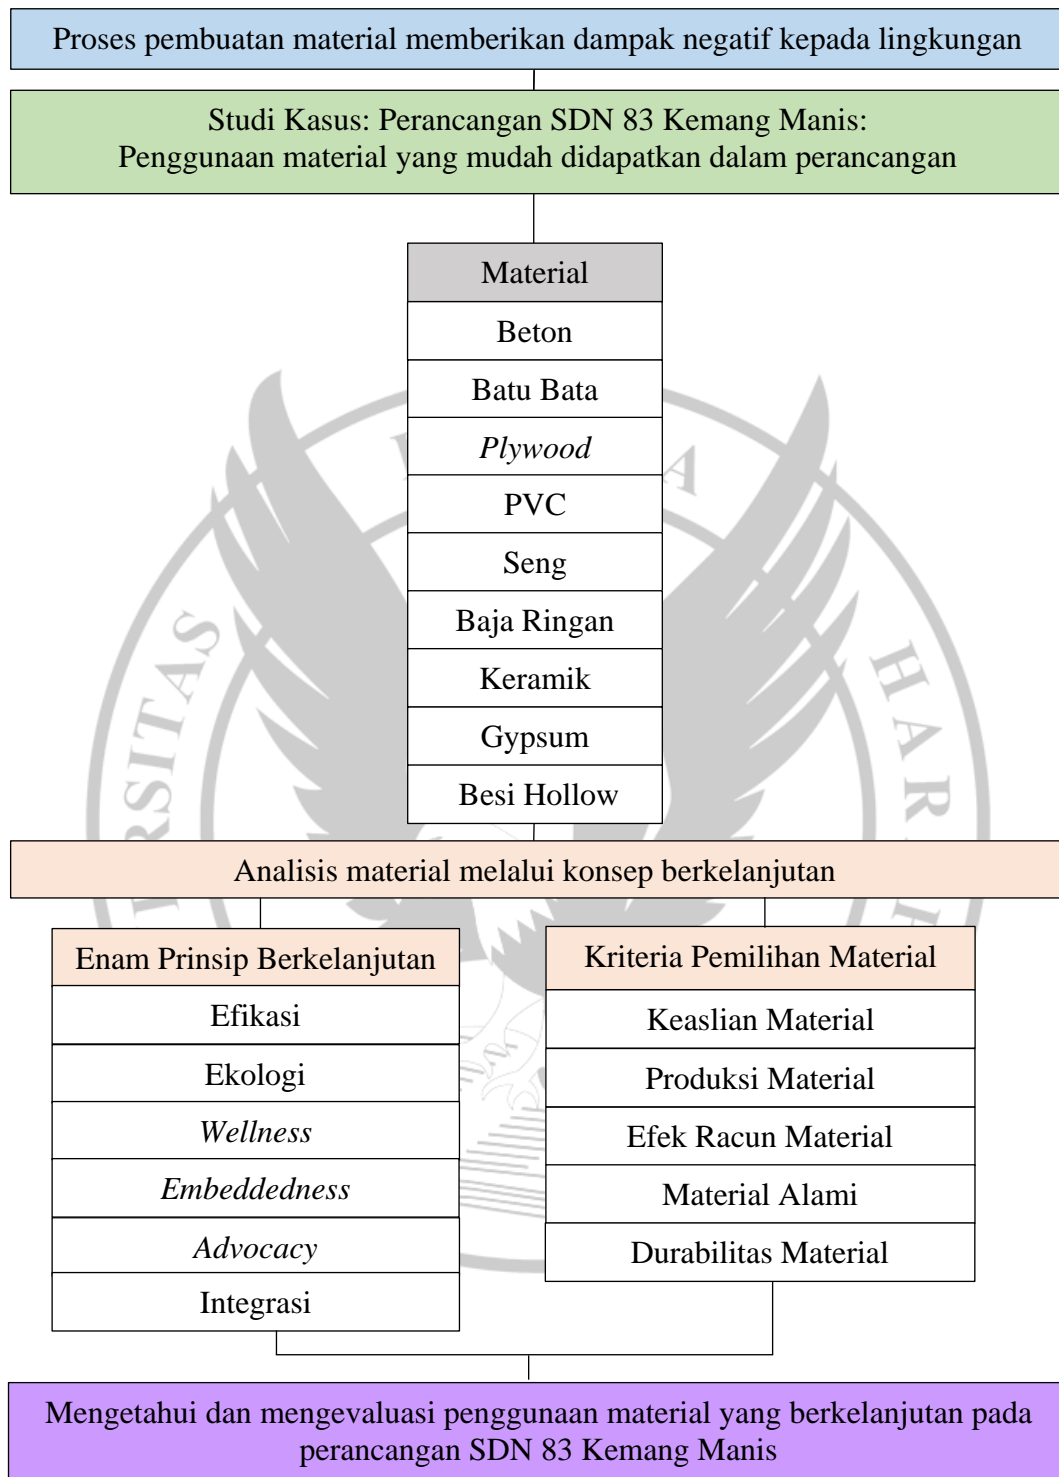 Proses pembuatan material memberikan dampak negatif kepada lingkungan
Studi Kasus: Perancangan SDN 83 Kemang Manis:
Penggunaan material yang mudah didapatkan dalam perancangan
Material
Beton
Batu Bata
Plywood
PVC
Seng
Baja Ringan
Keramik
Gypsum
Besi Hollow
Analisis material melalui konsep berkelanjutan
Enam Prinsip Berkelanjutan
Efikasi
Ekologi
Wellness
Embeddedness
Advocacy
Integrasi
Kriteria Pemilihan Material
Keaslian Material
Produksi Material
Efek Racun Material
Material Alami
Durabilitas Material
Mengetahui dan mengevaluasi penggunaan material yang berkelanjutan pada
perancangan SDN 83 Kemang Manis